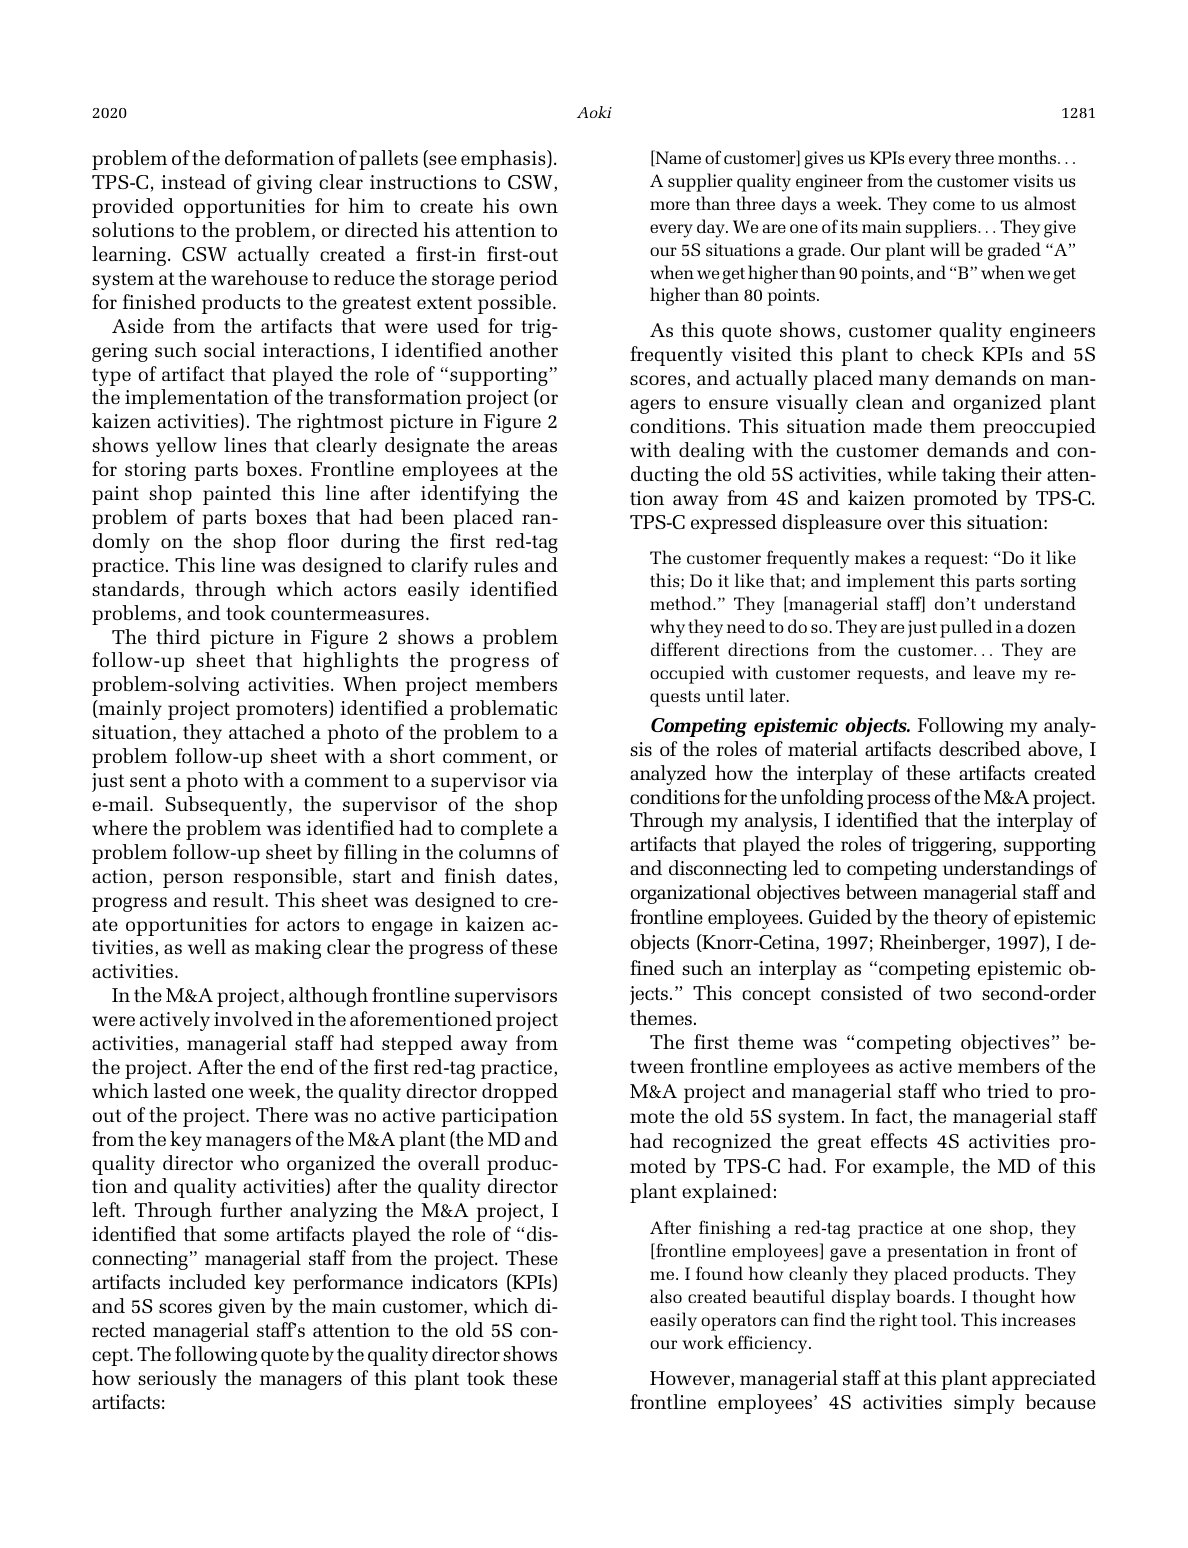 2020
Aoki
1281
problem of the deformation of pallets (see emphasis).
TPS-C, instead of giving clear instructions to CSW,
provided opportunities for him to create his own
solutions to the problem, or directed his attention to
learning. CSW actually created a first-in first-out
system at the warehouse to reduce the storage period
for finished products to the greatest extent possible.
Aside from the artifacts that were used for trig-
gering such social interactions, I identified another
type of artifact that played the role of “supporting”
the implementation of the transformation project (or
kaizen activities). The rightmost picture in Figure 2
shows yellow lines that clearly designate the areas
for storing parts boxes. Frontline employees at the
paint shop painted this line after identifying the
problem of parts boxes that had been placed ran-
domly on the shop floor during the first red-tag
practice. This line was designed to clarify rules and
standards, through which actors easily identified
problems, and took countermeasures.
The third picture in Figure 2 shows a problem
follow-up sheet that highlights the progress of
problem-solving activities. When project members
(mainly project promoters) identified a problematic
situation, they attached a photo of the problem to a
problem follow-up sheet with a short comment, or
just sent a photo with a comment to a supervisor via
e-mail. Subsequently, the supervisor of the shop
where the problem was identified had to complete a
problem follow-up sheet by filling in the columns of
action, person responsible, start and finish dates,
progress and result. This sheet was designed to cre-
ate opportunities for actors to engage in kaizen ac-
tivities, as well as making clear the progress of these
activities.
In the M&A project, although frontline supervisors
were actively involved in the aforementioned project
activities, managerial staff had stepped away from
the project. After the end of the first red-tag practice,
which lasted one week, the quality director dropped
out of the project. There was no active participation
from the key managers of the M&A plant (the MD and
quality director who organized the overall produc-
tion and quality activities) after the quality director
left. Through further analyzing the M&A project, I
identified that some artifacts played the role of “dis-
connecting” managerial staff from the project. These
artifacts included key performance indicators (KPIs)
and 5S scores given by the main customer, which di-
rected managerial staff’s attention to the old 5S con-
cept. The following quote by the quality director shows
how seriously the managers of this plant took these
artifacts:
[Name of customer] gives us KPIs every three months. . .
A supplier quality engineer from the customer visits us
more than three days a week. They come to us almost
every day. We are one of its main suppliers. . . They give
our 5S situations a grade. Our plant will be graded “A”
when we get higher than 90 points, and “B” when we get
higher than 80 points.
As this quote shows, customer quality engineers
frequently visited this plant to check KPIs and 5S
scores, and actually placed many demands on man-
agers to ensure visually clean and organized plant
conditions. This situation made them preoccupied
with dealing with the customer demands and con-
ducting the old 5S activities, while taking their atten-
tion away from 4S and kaizen promoted by TPS-C.
TPS-C expressed displeasure over this situation:
The customer frequently makes a request: “Do it like
this; Do it like that; and implement this parts sorting
method.” They [managerial staff] don’t understand
why they need to do so. They are just pulled in a dozen
different directions from the customer. . . They are
occupied with customer requests, and leave my re-
quests until later.
Competing epistemic objects. Following my analy-
sis of the roles of material artifacts described above, I
analyzed how the interplay of these artifacts created
conditions for the unfolding process of the M&A project.
Through my analysis, I identified that the interplay of
artifacts that played the roles of triggering, supporting
and disconnecting led to competing understandings of
organizational objectives between managerial staff and
frontline employees. Guided by the theory of epistemic
objects (Knorr-Cetina, 1997; Rheinberger, 1997), I de-
fined such an interplay as “competing epistemic ob-
jects.” This concept consisted of two second-order
themes.
The first theme was “competing objectives” be-
tween frontline employees as active members of the
M&A project and managerial staff who tried to pro-
mote the old 5S system. In fact, the managerial staff
had recognized the great effects 4S activities pro-
moted by TPS-C had. For example, the MD of this
plant explained:
After finishing a red-tag practice at one shop, they
[frontline employees] gave a presentation in front of
me. I found how cleanly they placed products. They
also created beautiful display boards. I thought how
easily operators can find the right tool. This increases
our work efficiency.
However, managerial staff at this plant appreciated
frontline employees’ 4S activities simply because